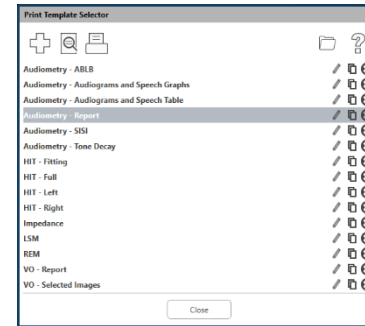 Print Template Selector
Audiometry - ABLB
Audiometry - Audiograms and Speech Graphs
Audiometry - Audiograms and Speech Table
Audiometry - Report
Audiometry - SISI
Audiometry - Tone Decay
HIT - Fitting
HIT - Full
HIT - Left
HIT - Right
Impedance
LSM
REM
VO - Report
VO - Selected Images
Close